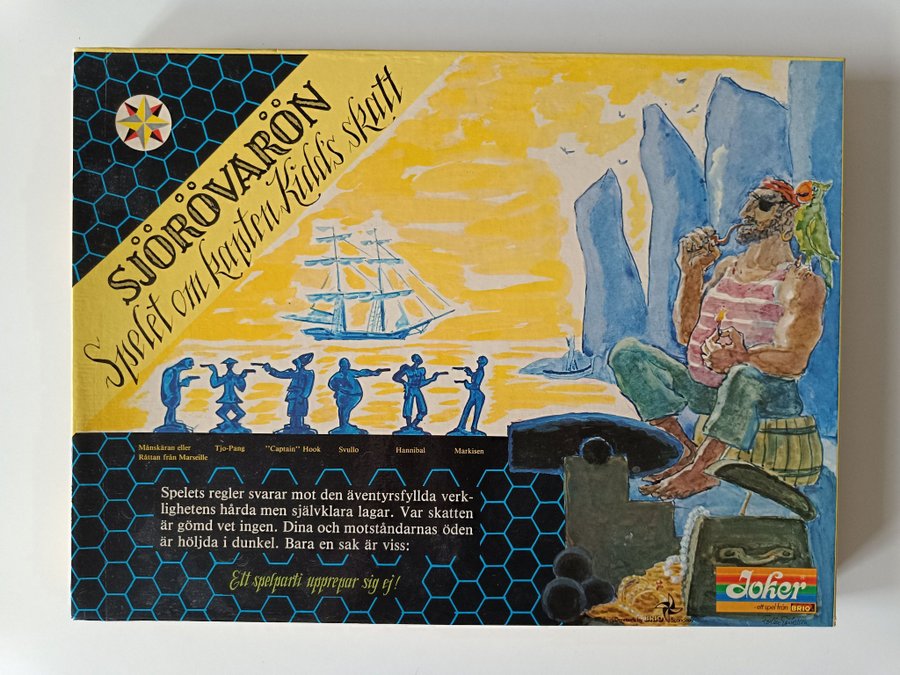 SJÖRÖVARÖN
Spelet om kapten Kidd's skatt
Månskäran eller
Råttan från Marseille
Tjo-Pang
"Captain" Hook
Svullo
Hannibal
Markisen
Spelets regler svarar mot den äventyrsfyllda verk-
lighetens hårda men självklara lagar. Var skatten
är gömd vet ingen. Dina och motståndarnas öden
är höljda i dunkel. Bara en sak är viss:
Ett spelparti upprepar sig ej!
Joker
- ett spel från BRIO